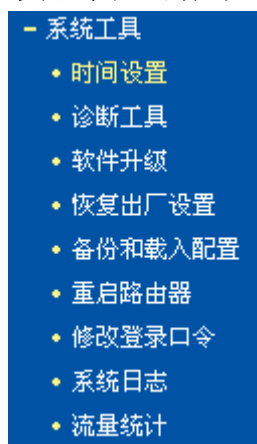 系统工具
时间设置
诊断工具
软件升级
恢复出厂设置
备份和载入配置
重启路由器
修改登录口令
系统日志
流量统计